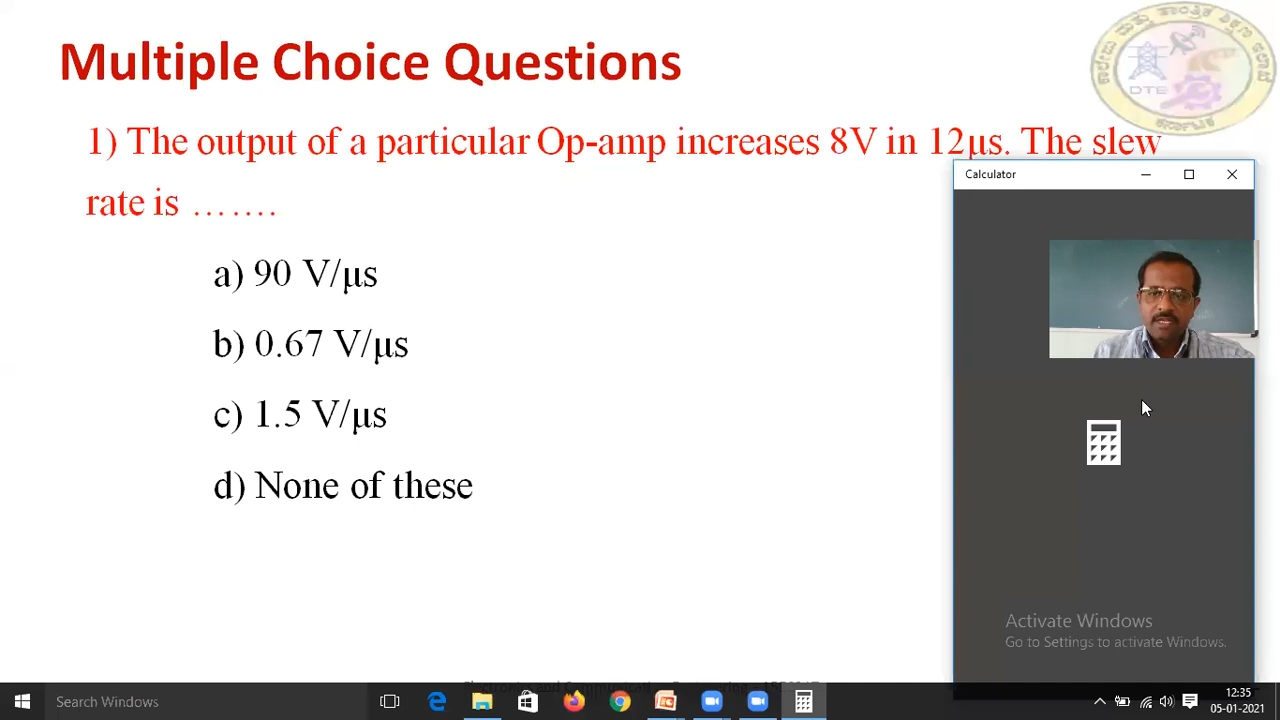 Multiple Choice Questions
1) The output of a particular Op-amp increases 8V in 12μs. The slew
rate is …….
a) 90 V/μs
b) 0.67 V/μs
c) 1.5 V/μs
d) None of these
DTE
Calculator
Activate Windows
Go to Settings to activate Windows.
Search Windows
12:35
05-01-2021